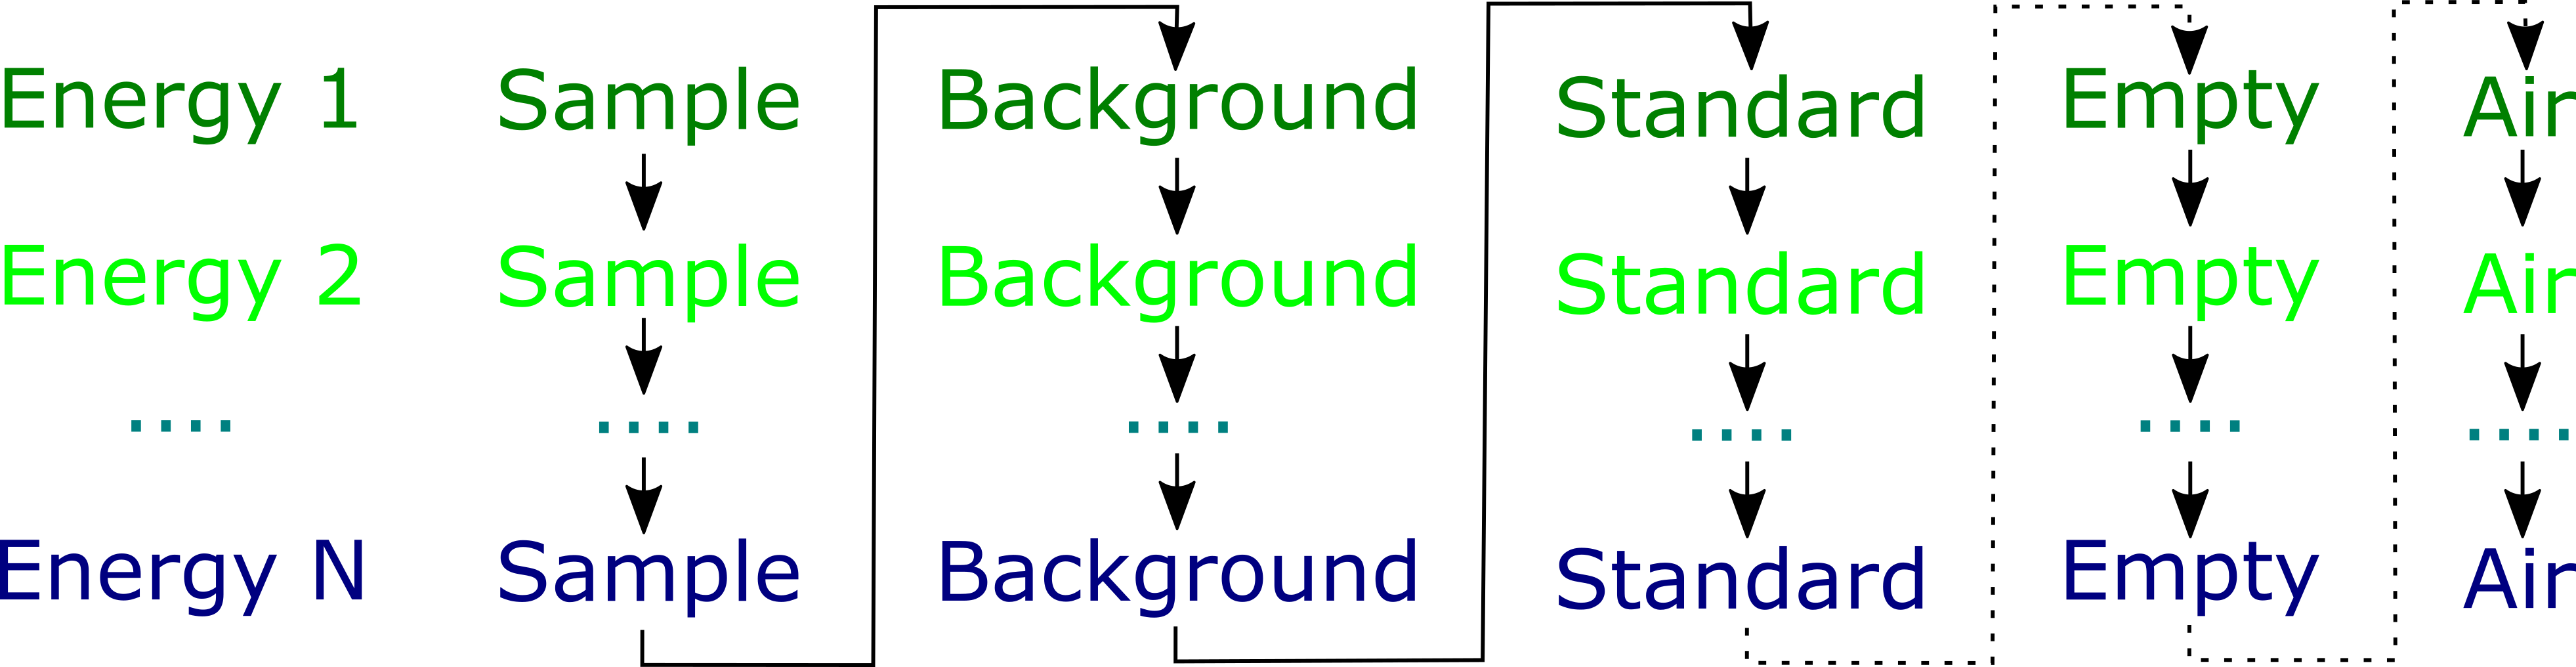 Energy 1 Sample Background Standard Empty Air
Energy 2 Sample Background Standard Empty Air
.... .... .... .... .... ....
Energy N Sample Background Standard Empty Air